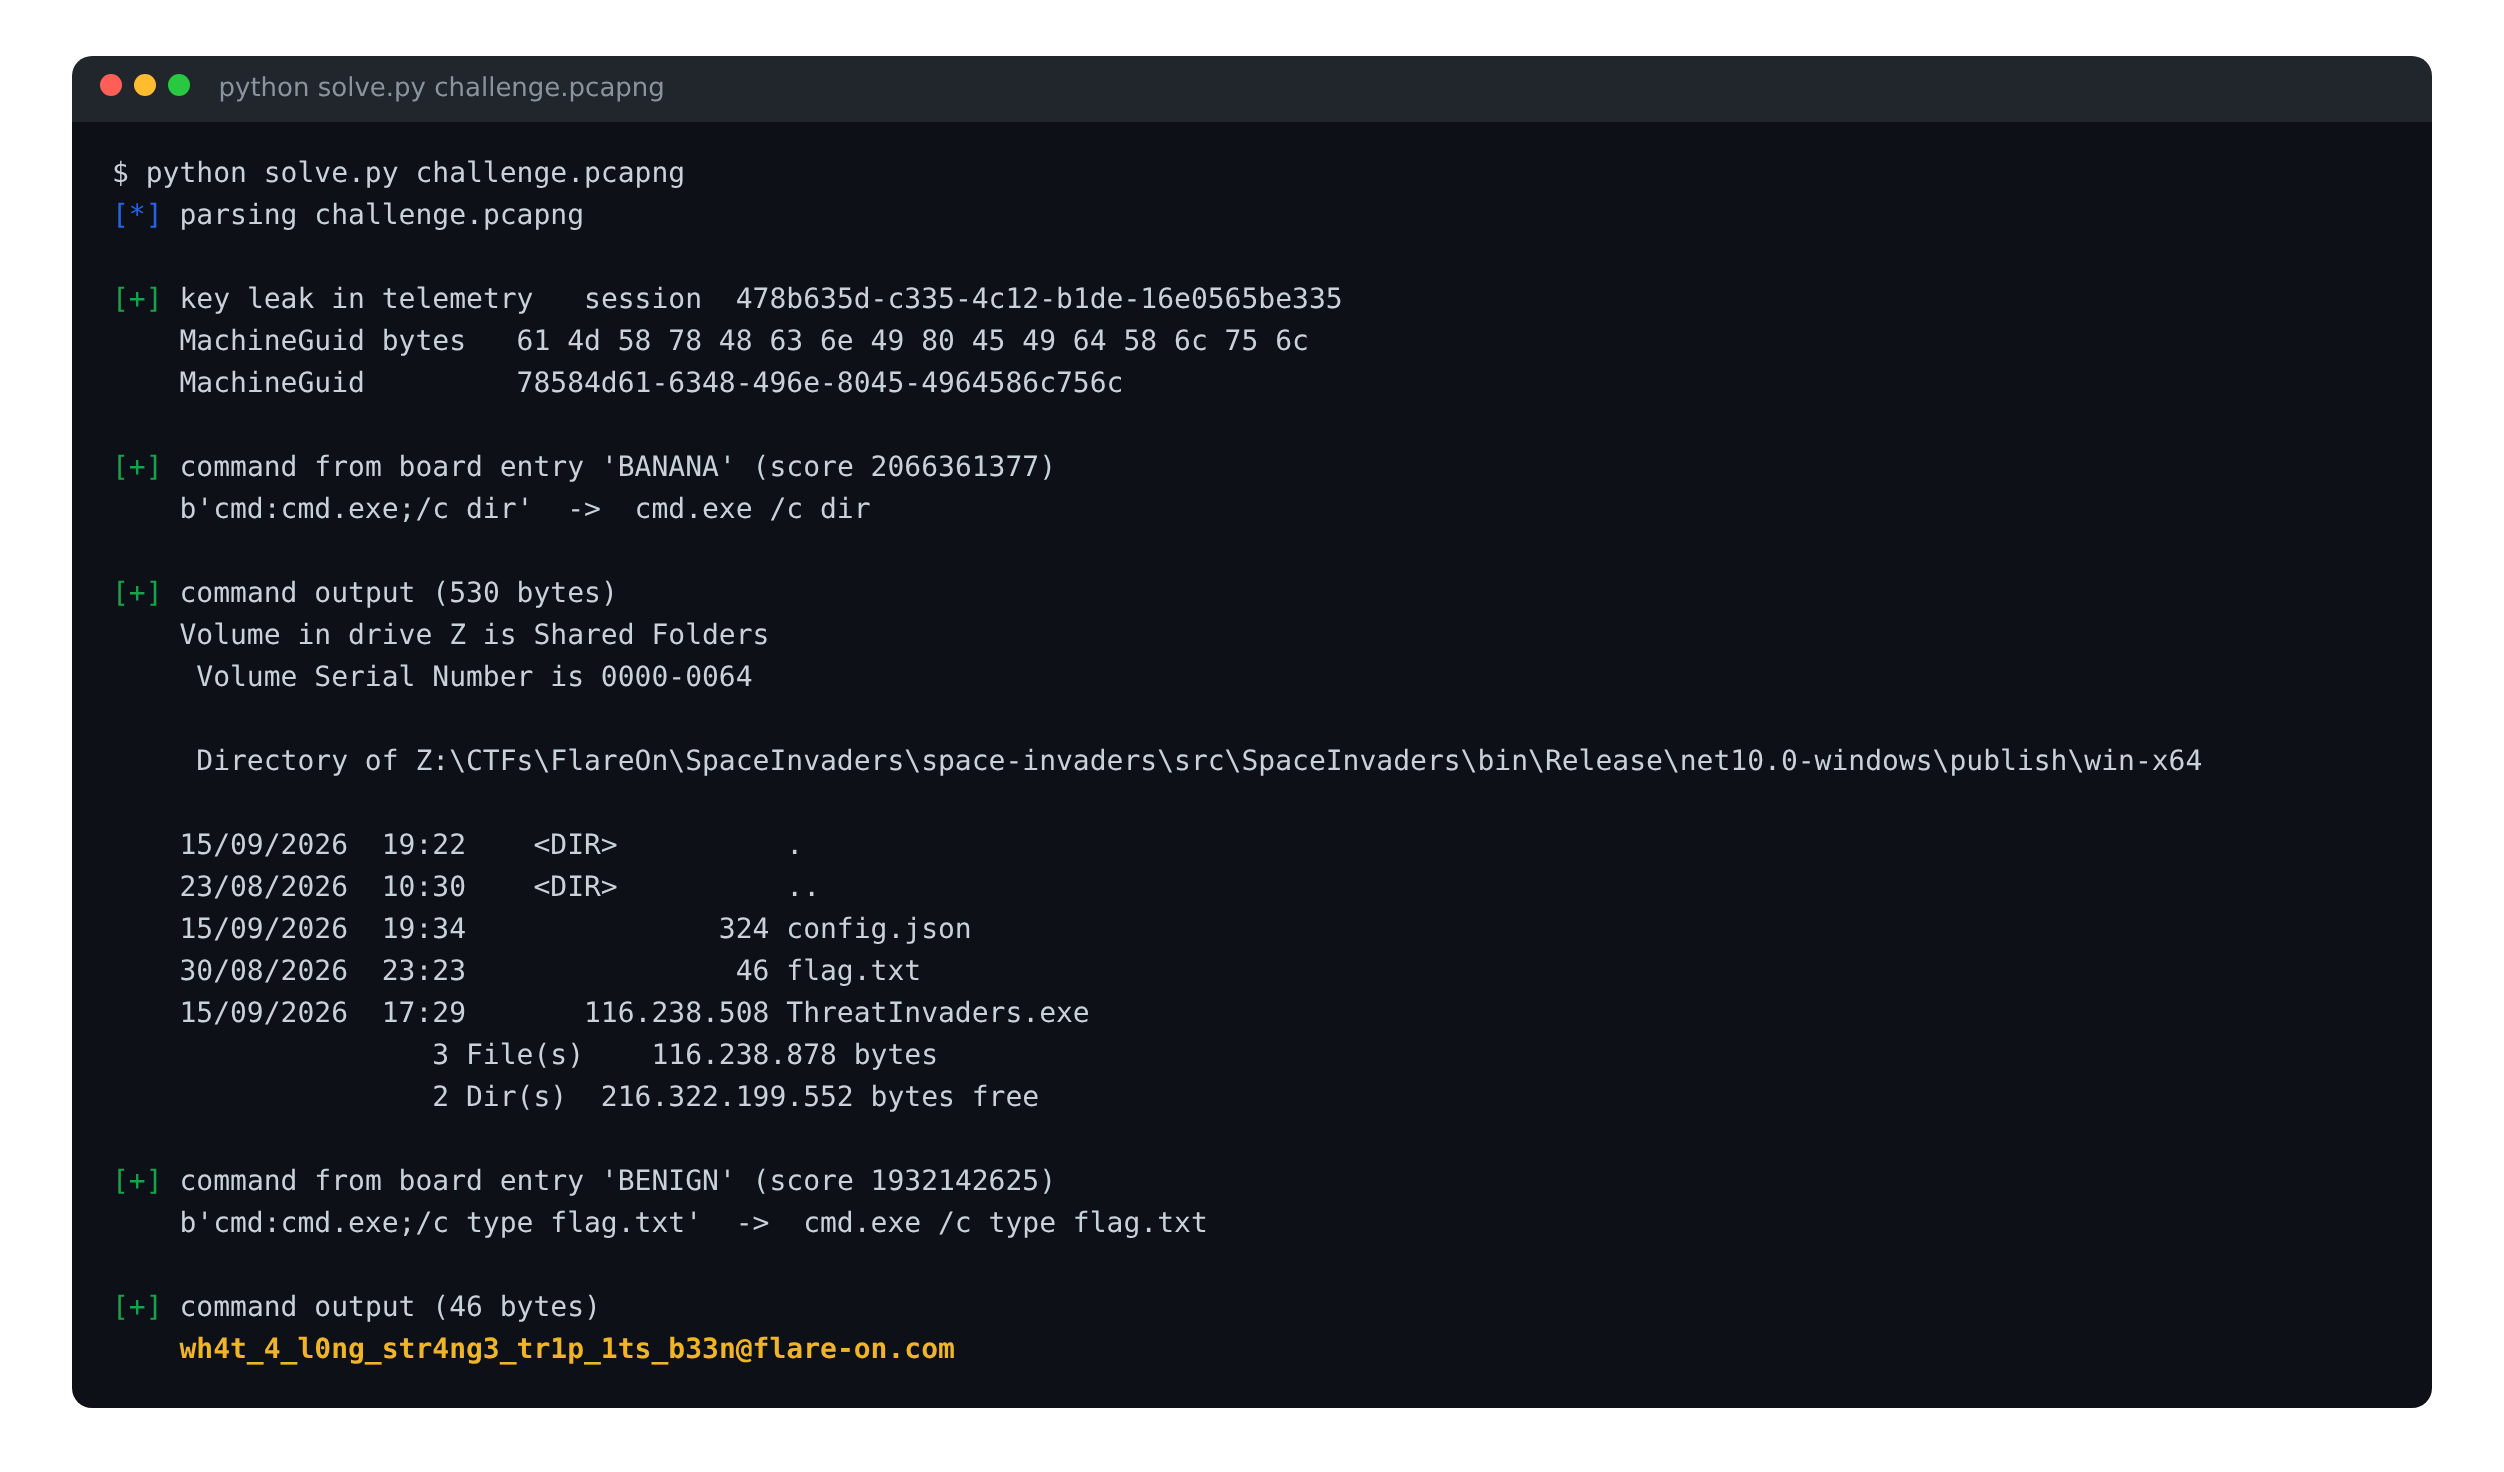 python solve.py challenge.pcapng
$ python solve.py challenge.pcapng
[*] parsing challenge.pcapng
[+] key leak in telemetry   session  478b635d-c335-4c12-b1de-16e0565be335
    MachineGuid bytes   61 4d 58 78 48 63 6e 49 80 45 49 64 58 6c 75 6c
    MachineGuid         78584d61-6348-496e-8045-4964586c756c
[+] command from board entry 'BANANA' (score 2066361377)
    b'cmd:cmd.exe;/c dir'  ->  cmd.exe /c dir
[+] command output (530 bytes)
    Volume in drive Z is Shared Folders
     Volume Serial Number is 0000-0064
     Directory of Z:\CTFs\FlareOn\SpaceInvaders\space-invaders\src\SpaceInvaders\bin\Release\net10.0-windows\publish\win-x64
    15/09/2026  19:22    <DIR>          .
    23/08/2026  10:30    <DIR>          ..
    15/09/2026  19:34               324 config.json
    30/08/2026  23:23                46 flag.txt
    15/09/2026  17:29       116.238.508 ThreatInvaders.exe
                   3 File(s)    116.238.878 bytes
                   2 Dir(s)  216.322.199.552 bytes free
[+] command from board entry 'BENIGN' (score 1932142625)
    b'cmd:cmd.exe;/c type flag.txt'  ->  cmd.exe /c type flag.txt
[+] command output (46 bytes)
    wh4t_4_l0ng_str4ng3_tr1p_1ts_b33n@flare-on.com